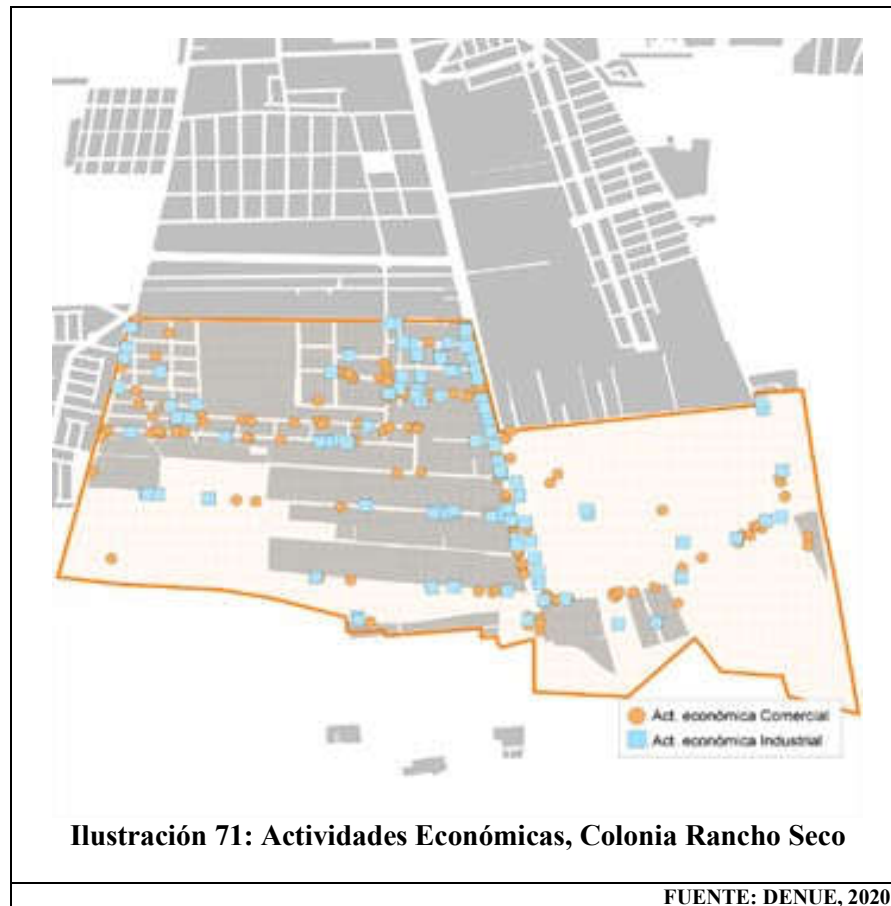 Act. económica Comercial
Act. económica Industrial
Ilustración 71: Actividades Económicas, Colonia Rancho Seco
FUENTE: DENUE, 2020